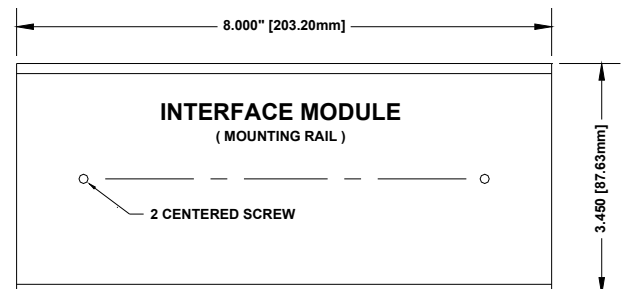 8.000" [203.20mm]
INTERFACE MODULE
( MOUNTING RAIL )
2 CENTERED SCREW
3.450 [87.63mm]